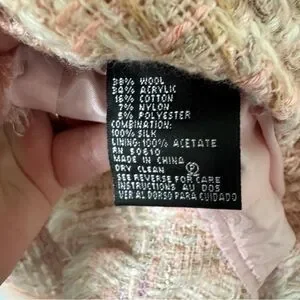 38% WOOL
34% ACRYLIC
16% COTTON
7% NYLON
5% POLYESTER
COMBINATION:
100% SILK
LINING: 100% ACETATE
RN 50610
MADE IN CHINA
DRY CLEAN Ⓟ
SEE REVERSE FOR CARE
INSTRUCTIONS AU DOS
VER AL DORSO PARA CUIDADO